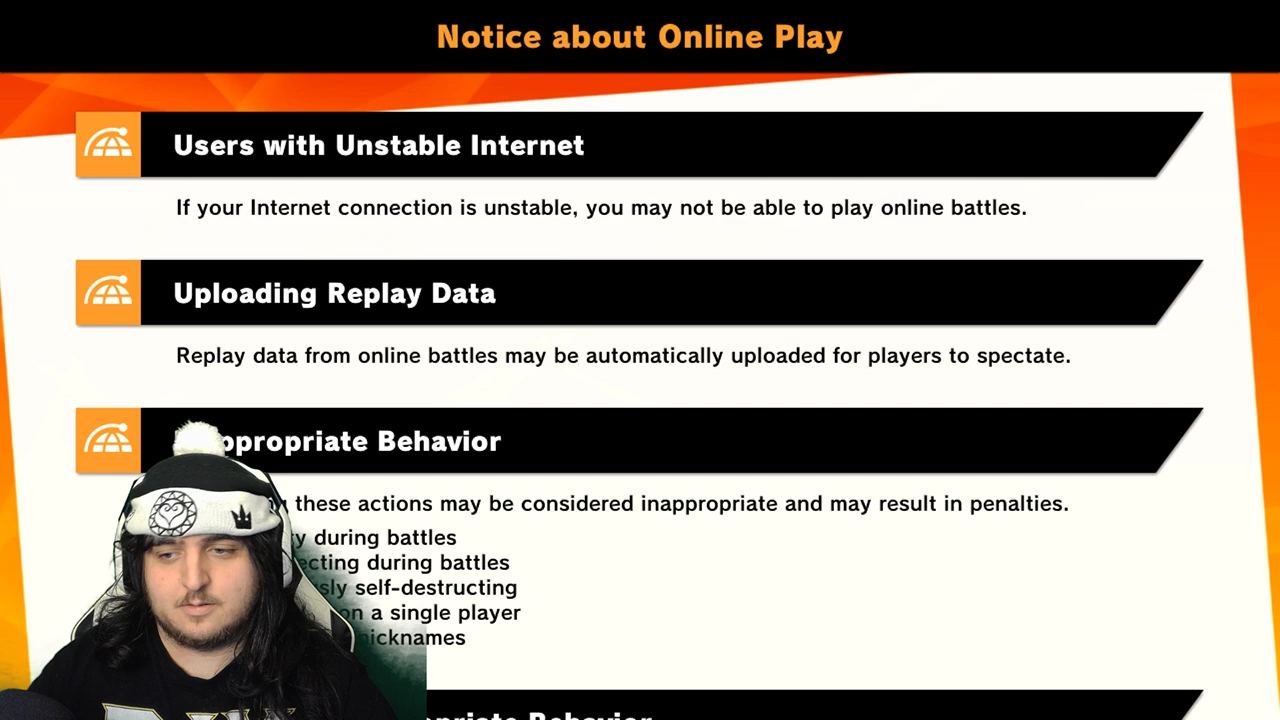 Notice about Online Play
Users with Unstable Internet
If your Internet connection is unstable, you may not be able to play online battles.
Uploading Replay Data
Replay data from online battles may be automatically uploaded for players to spectate.
Behavior
these actions may be considered inappropriate and may result in penalties.
during battles
during battles
self-destructing
on a single player
nicknames
Behavior